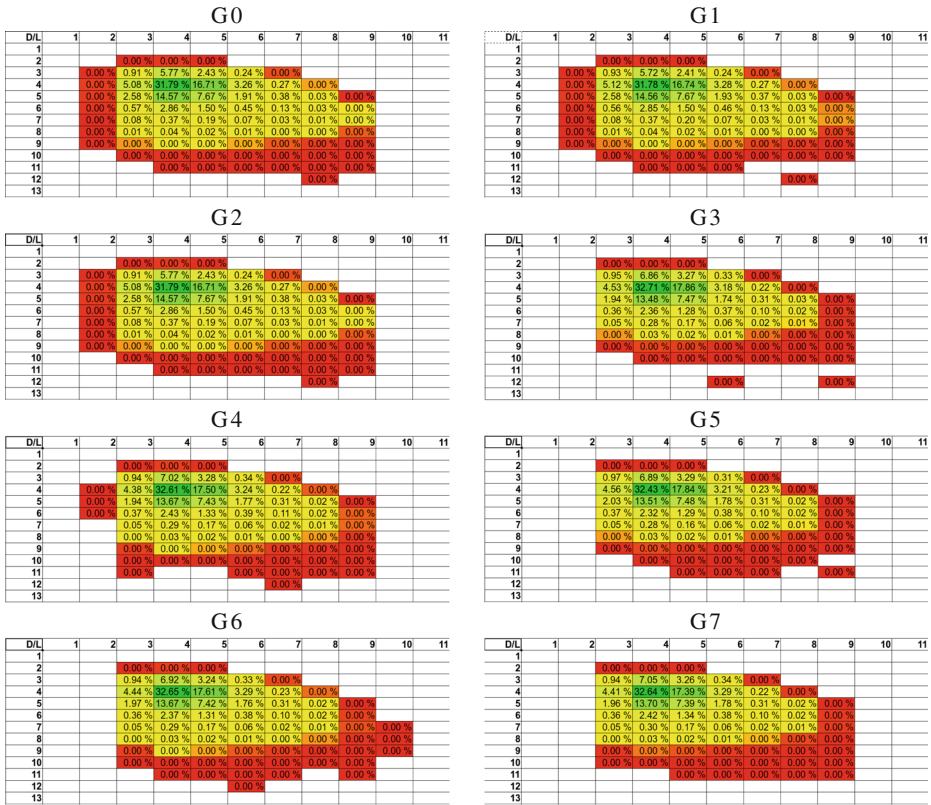 G0
D/L 1 2 3 4 5 6 7 8 9 10 11
1
2 0.00 % 0.00 % 0.00 %
3 0.00 % 0.91 % 5.77 % 2.43 % 0.24 % 0.00 %
4 0.00 % 5.08 % 31.79 % 16.71 % 3.26 % 0.27 % 0.00 %
5 0.00 % 2.58 % 14.57 % 7.67 % 1.91 % 0.38 % 0.03 % 0.00 %
6 0.00 % 0.57 % 2.86 % 1.50 % 0.45 % 0.13 % 0.03 % 0.00 %
7 0.00 % 0.08 % 0.37 % 0.19 % 0.07 % 0.03 % 0.01 % 0.00 %
8 0.00 % 0.01 % 0.04 % 0.02 % 0.01 % 0.00 % 0.00 % 0.00 %
9 0.00 % 0.00 % 0.00 % 0.00 % 0.00 % 0.00 % 0.00 % 0.00 %
10 0.00 % 0.00 % 0.00 % 0.00 % 0.00 % 0.00 % 0.00 %
11 0.00 % 0.00 % 0.00 % 0.00 % 0.00 % 0.00 %
12 0.00 %
13
G1
D/L 1 2 3 4 5 6 7 8 9 10 11
1
2 0.00 % 0.00 % 0.00 %
3 0.00 % 0.93 % 5.72 % 2.41 % 0.24 % 0.00 %
4 0.00 % 5.12 % 31.78 % 16.74 % 3.28 % 0.27 % 0.00 %
5 0.00 % 2.58 % 14.56 % 7.67 % 1.93 % 0.37 % 0.03 % 0.00 %
6 0.00 % 0.56 % 2.85 % 1.50 % 0.46 % 0.13 % 0.03 % 0.00 %
7 0.00 % 0.08 % 0.37 % 0.20 % 0.07 % 0.03 % 0.01 % 0.00 %
8 0.00 % 0.01 % 0.04 % 0.02 % 0.01 % 0.00 % 0.00 % 0.00 %
9 0.00 % 0.00 % 0.00 % 0.00 % 0.00 % 0.00 % 0.00 % 0.00 %
10 0.00 % 0.00 % 0.00 % 0.00 % 0.00 % 0.00 % 0.00 %
11 0.00 % 0.00 % 0.00 %
12 0.00 %
13
G2
D/L 1 2 3 4 5 6 7 8 9 10 11
1
2 0.00 % 0.00 % 0.00 %
3 0.00 % 0.91 % 5.77 % 2.43 % 0.24 % 0.00 %
4 0.00 % 5.08 % 31.79 % 16.71 % 3.26 % 0.27 % 0.00 %
5 0.00 % 2.58 % 14.57 % 7.67 % 1.91 % 0.38 % 0.03 % 0.00 %
6 0.00 % 0.57 % 2.86 % 1.50 % 0.45 % 0.13 % 0.03 % 0.00 %
7 0.00 % 0.08 % 0.37 % 0.19 % 0.07 % 0.03 % 0.01 % 0.00 %
8 0.00 % 0.01 % 0.04 % 0.02 % 0.01 % 0.00 % 0.00 % 0.00 %
9 0.00 % 0.00 % 0.00 % 0.00 % 0.00 % 0.00 % 0.00 % 0.00 %
10 0.00 % 0.00 % 0.00 % 0.00 % 0.00 % 0.00 % 0.00 %
11 0.00 % 0.00 % 0.00 % 0.00 % 0.00 % 0.00 %
12 0.00 %
13
G3
D/L 1 2 3 4 5 6 7 8 9 10 11
1
2 0.00 % 0.00 % 0.00 %
3 0.95 % 6.86 % 3.27 % 0.33 % 0.00 %
4 4.53 % 32.71 % 17.86 % 3.18 % 0.22 % 0.00 %
5 1.94 % 13.48 % 7.47 % 1.74 % 0.31 % 0.03 % 0.00 %
6 0.36 % 2.36 % 1.28 % 0.37 % 0.10 % 0.02 % 0.00 %
7 0.05 % 0.28 % 0.17 % 0.06 % 0.02 % 0.01 % 0.00 %
8 0.00 % 0.03 % 0.02 % 0.01 % 0.00 % 0.00 % 0.00 %
9 0.00 % 0.00 % 0.00 % 0.00 % 0.00 % 0.00 % 0.00 %
10 0.00 % 0.00 % 0.00 % 0.00 % 0.00 % 0.00 %
11
12 0.00 % 0.00 %
13
G4
D/L 1 2 3 4 5 6 7 8 9 10 11
1
2 0.00 % 0.00 % 0.00 %
3 0.94 % 7.02 % 3.28 % 0.34 % 0.00 %
4 0.00 % 4.38 % 32.61 % 17.50 % 3.24 % 0.22 % 0.00 %
5 0.00 % 1.94 % 13.67 % 7.43 % 1.77 % 0.31 % 0.02 % 0.00 %
6 0.00 % 0.37 % 2.43 % 1.33 % 0.39 % 0.11 % 0.02 % 0.00 %
7 0.05 % 0.29 % 0.17 % 0.06 % 0.02 % 0.01 % 0.00 %
8 0.00 % 0.03 % 0.02 % 0.01 % 0.00 % 0.00 % 0.00 %
9 0.00 % 0.00 % 0.00 % 0.00 % 0.00 % 0.00 % 0.00 %
10 0.00 % 0.00 % 0.00 % 0.00 % 0.00 % 0.00 % 0.00 %
11 0.00 % 0.00 % 0.00 % 0.00 % 0.00 %
12 0.00 %
13
G5
D/L 1 2 3 4 5 6 7 8 9 10 11
1
2 0.00 % 0.00 % 0.00 %
3 0.97 % 6.89 % 3.29 % 0.31 % 0.00 %
4 4.56 % 32.43 % 17.84 % 3.21 % 0.23 % 0.00 %
5 2.03 % 13.51 % 7.48 % 1.78 % 0.31 % 0.02 % 0.00 %
6 0.37 % 2.32 % 1.29 % 0.38 % 0.10 % 0.02 % 0.00 %
7 0.05 % 0.28 % 0.16 % 0.06 % 0.02 % 0.01 % 0.00 %
8 0.00 % 0.03 % 0.02 % 0.01 % 0.00 % 0.00 % 0.00 %
9 0.00 % 0.00 % 0.00 % 0.00 % 0.00 % 0.00 % 0.00 %
10 0.00 % 0.00 % 0.00 % 0.00 % 0.00 %
11 0.00 % 0.00 % 0.00 % 0.00 %
12
13
G6
D/L 1 2 3 4 5 6 7 8 9 10 11
1
2 0.00 % 0.00 % 0.00 %
3 0.94 % 6.92 % 3.24 % 0.33 % 0.00 %
4 4.44 % 32.65 % 17.61 % 3.29 % 0.23 % 0.00 %
5 1.97 % 13.67 % 7.42 % 1.76 % 0.31 % 0.02 % 0.00 %
6 0.36 % 2.37 % 1.31 % 0.38 % 0.10 % 0.02 % 0.00 %
7 0.05 % 0.29 % 0.17 % 0.06 % 0.02 % 0.01 % 0.00 % 0.00 %
8 0.00 % 0.03 % 0.02 % 0.01 % 0.00 % 0.00 % 0.00 % 0.00 %
9 0.00 % 0.00 % 0.00 % 0.00 % 0.00 % 0.00 % 0.00 % 0.00 %
10 0.00 % 0.00 % 0.00 % 0.00 % 0.00 % 0.00 % 0.00 %
11 0.00 % 0.00 % 0.00 % 0.00 % 0.00 %
12 0.00 %
13
G7
D/L 1 2 3 4 5 6 7 8 9 10 11
1
2 0.00 % 0.00 % 0.00 %
3 0.94 % 7.05 % 3.26 % 0.34 % 0.00 %
4 4.41 % 32.64 % 17.39 % 3.29 % 0.22 % 0.00 %
5 1.96 % 13.70 % 7.39 % 1.78 % 0.31 % 0.02 % 0.00 %
6 0.36 % 2.42 % 1.34 % 0.38 % 0.10 % 0.02 % 0.00 %
7 0.05 % 0.30 % 0.17 % 0.06 % 0.02 % 0.01 % 0.00 %
8 0.00 % 0.03 % 0.02 % 0.01 % 0.00 % 0.00 % 0.00 %
9 0.00 % 0.00 % 0.00 % 0.00 % 0.00 % 0.00 % 0.00 %
10 0.00 % 0.00 % 0.00 % 0.00 % 0.00 % 0.00 % 0.00 %
11 0.00 % 0.00 % 0.00 % 0.00 % 0.00 %
12
13